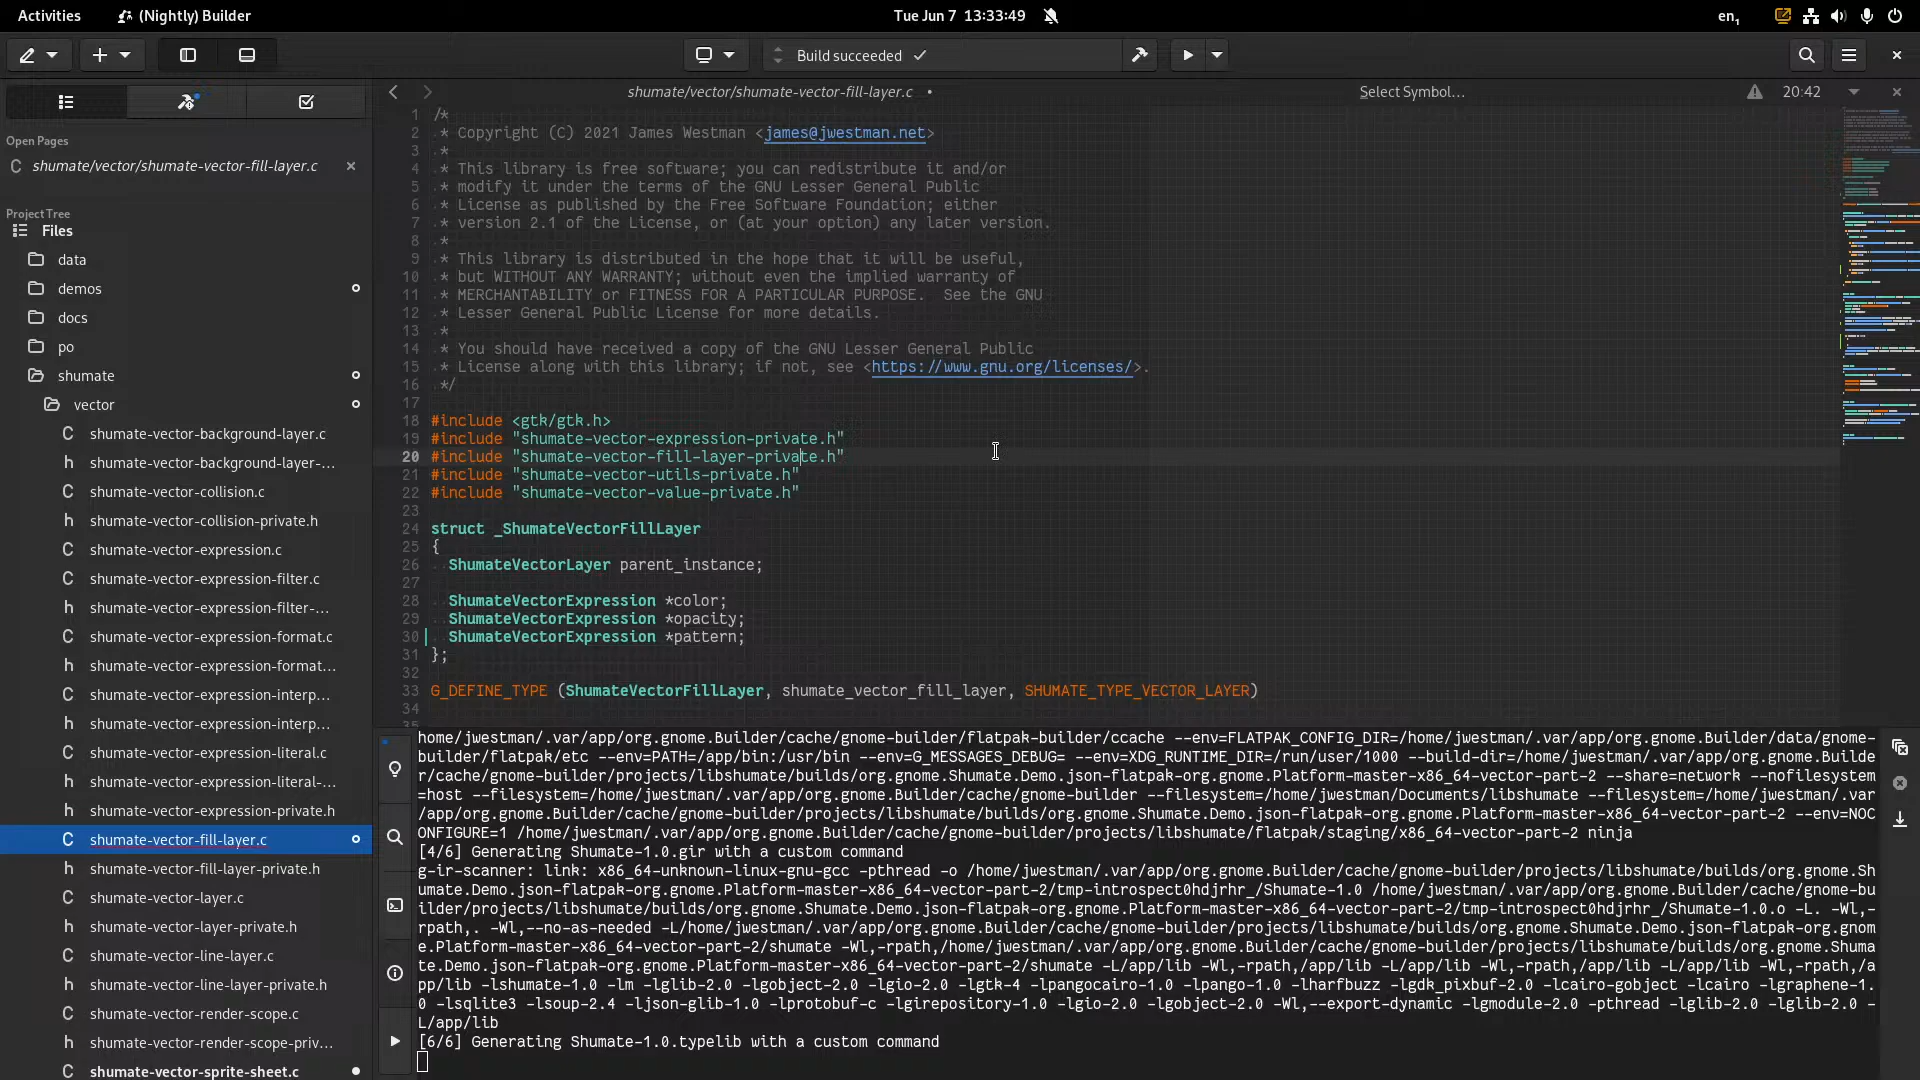 Activities
(Nightly) Builder
Tue Jun 7 13:33:49
en₁
Build succeeded ✓
Open Pages
C shumate/vector/shumate-vector-fill-layer.c
Project Tree
Files
data
demos
docs
po
shumate
vector
C shumate-vector-background-layer.c
h shumate-vector-background-layer-...
C shumate-vector-collision.c
h shumate-vector-collision-private.h
C shumate-vector-expression.c
C shumate-vector-expression-filter.c
h shumate-vector-expression-filter-...
C shumate-vector-expression-format.c
h shumate-vector-expression-format...
C shumate-vector-expression-interp...
h shumate-vector-expression-interp...
C shumate-vector-expression-literal.c
h shumate-vector-expression-literal-...
h shumate-vector-expression-private.h
C shumate-vector-fill-layer.c
h shumate-vector-fill-layer-private.h
C shumate-vector-layer.c
h shumate-vector-layer-private.h
C shumate-vector-line-layer.c
h shumate-vector-line-layer-private.h
C shumate-vector-render-scope.c
h shumate-vector-render-scope-priv...
C shumate-vector-sprite-sheet.c
shumate/vector/shumate-vector-fill-layer.c •
Select Symbol...
20:42
1 /*
2  * Copyright (C) 2021 James Westman <james@jwestman.net>
3  *
4  * This library is free software; you can redistribute it and/or
5  * modify it under the terms of the GNU Lesser General Public
6  * License as published by the Free Software Foundation; either
7  * version 2.1 of the License, or (at your option) any later version.
8  *
9  * This library is distributed in the hope that it will be useful,
10  * but WITHOUT ANY WARRANTY; without even the implied warranty of
11  * MERCHANTABILITY or FITNESS FOR A PARTICULAR PURPOSE.  See the GNU
12  * Lesser General Public License for more details.
13  *
14  * You should have received a copy of the GNU Lesser General Public
15  * License along with this library; if not, see <https://www.gnu.org/licenses/>.
16  */
17
18 #include <gtk/gtk.h>
19 #include "shumate-vector-expression-private.h"
20 #include "shumate-vector-fill-layer-private.h"
21 #include "shumate-vector-utils-private.h"
22 #include "shumate-vector-value-private.h"
23
24 struct _ShumateVectorFillLayer
25 {
26   ShumateVectorLayer parent_instance;
27
28   ShumateVectorExpression *color;
29   ShumateVectorExpression *opacity;
30   ShumateVectorExpression *pattern;
31 };
32
33 G_DEFINE_TYPE (ShumateVectorFillLayer, shumate_vector_fill_layer, SHUMATE_TYPE_VECTOR_LAYER)
34
35
home/jwestman/.var/app/org.gnome.Builder/cache/gnome-builder/flatpak-builder/ccache --env=FLATPAK_CONFIG_DIR=/home/jwestman/.var/app/org.gnome.Builder/data/gnome-
builder/flatpak/etc --env=PATH=/app/bin:/usr/bin --env=G_MESSAGES_DEBUG= --env=XDG_RUNTIME_DIR=/run/user/1000 --build-dir=/home/jwestman/.var/app/org.gnome.Builde
r/cache/gnome-builder/projects/libshumate/builds/org.gnome.Shumate.Demo.json-flatpak-org.gnome.Platform-master-x86_64-vector-part-2 --share=network --nofilesystem
=host --filesystem=/home/jwestman/.var/app/org.gnome.Builder/cache/gnome-builder --filesystem=/home/jwestman/Documents/libshumate --filesystem=/home/jwestman/.var
/app/org.gnome.Builder/cache/gnome-builder/projects/libshumate/builds/org.gnome.Shumate.Demo.json-flatpak-org.gnome.Platform-master-x86_64-vector-part-2 --env=NOC
ONFIGURE=1 /home/jwestman/.var/app/org.gnome.Builder/cache/gnome-builder/projects/libshumate/flatpak/staging/x86_64-vector-part-2 ninja
[4/6] Generating Shumate-1.0.gir with a custom command
g-ir-scanner: link: x86_64-unknown-linux-gnu-gcc -pthread -o /home/jwestman/.var/app/org.gnome.Builder/cache/gnome-builder/projects/libshumate/builds/org.gnome.Sh
umate.Demo.json-flatpak-org.gnome.Platform-master-x86_64-vector-part-2/tmp-introspect0hdjrhr_/Shumate-1.0 /home/jwestman/.var/app/org.gnome.Builder/cache/gnome-bu
ilder/projects/libshumate/builds/org.gnome.Shumate.Demo.json-flatpak-org.gnome.Platform-master-x86_64-vector-part-2/tmp-introspect0hdjrhr_/Shumate-1.0.o -L. -Wl,-
rpath,. -Wl,--no-as-needed -L/home/jwestman/.var/app/org.gnome.Builder/cache/gnome-builder/projects/libshumate/builds/org.gnome.Shumate.Demo.json-flatpak-org.gnom
e.Platform-master-x86_64-vector-part-2/shumate -Wl,-rpath,/home/jwestman/.var/app/org.gnome.Builder/cache/gnome-builder/projects/libshumate/builds/org.gnome.Shuma
te.Demo.json-flatpak-org.gnome.Platform-master-x86_64-vector-part-2/shumate -L/app/lib -Wl,-rpath,/app/lib -L/app/lib -Wl,-rpath,/app/lib -L/app/lib -Wl,-rpath,/a
pp/lib -lshumate-1.0 -lm -lglib-2.0 -lgobject-2.0 -lgio-2.0 -lgtk-4 -lpangocairo-1.0 -lpango-1.0 -lharfbuzz -lgdk_pixbuf-2.0 -lcairo-gobject -lcairo -lgraphene-1.
0 -lsqlite3 -lsoup-2.4 -ljson-glib-1.0 -lprotobuf-c -lgirepository-1.0 -lgio-2.0 -lgobject-2.0 -Wl,--export-dynamic -lgmodule-2.0 -pthread -lglib-2.0 -lglib-2.0 -
L/app/lib
[6/6] Generating Shumate-1.0.typelib with a custom command